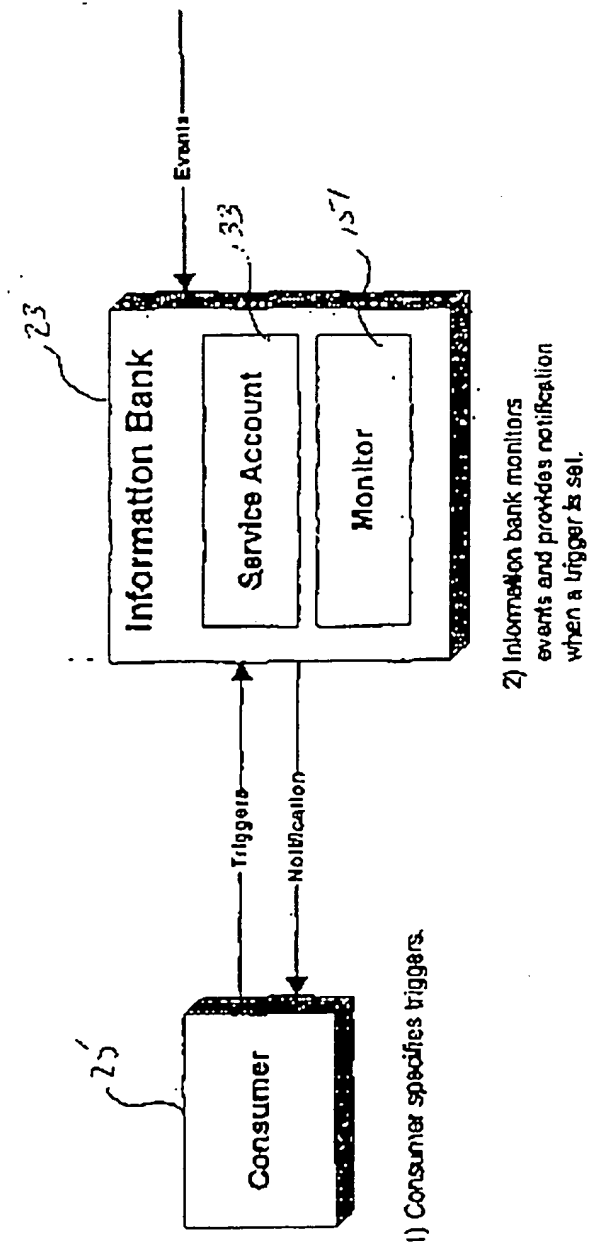 23
Information Bank
Events
Service Account
133
Monitor
Triggers
Notification
Consumer
1) Consumer specifies triggers.
2) Information bank monitors
events and provides notification
when a trigger is set.